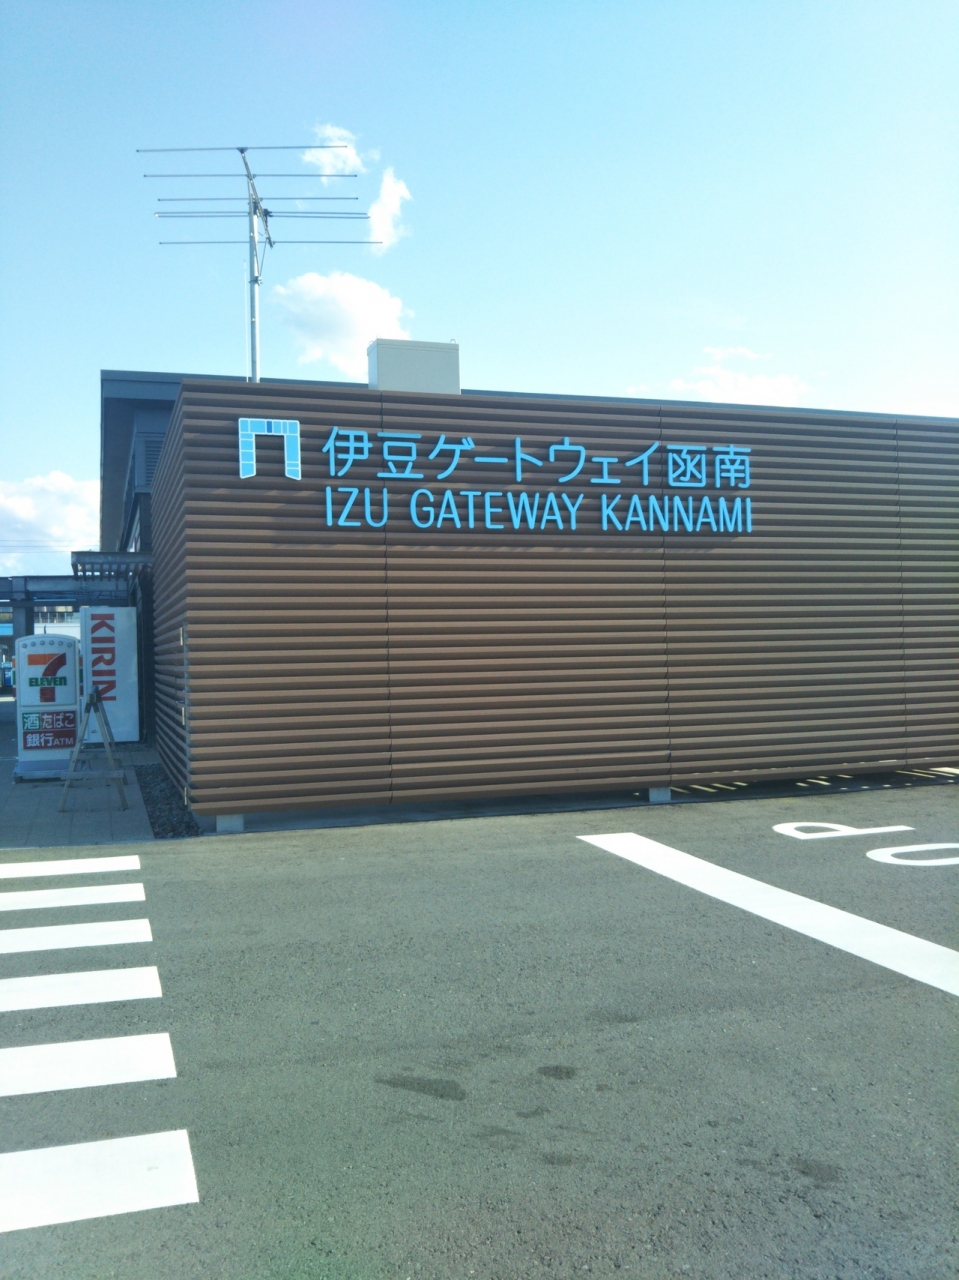 伊豆ゲートウェイ函南
IZU GATEWAY KANNAMI
KIRIN
7
ELEVEn
酒 たばこ
銀行ATM